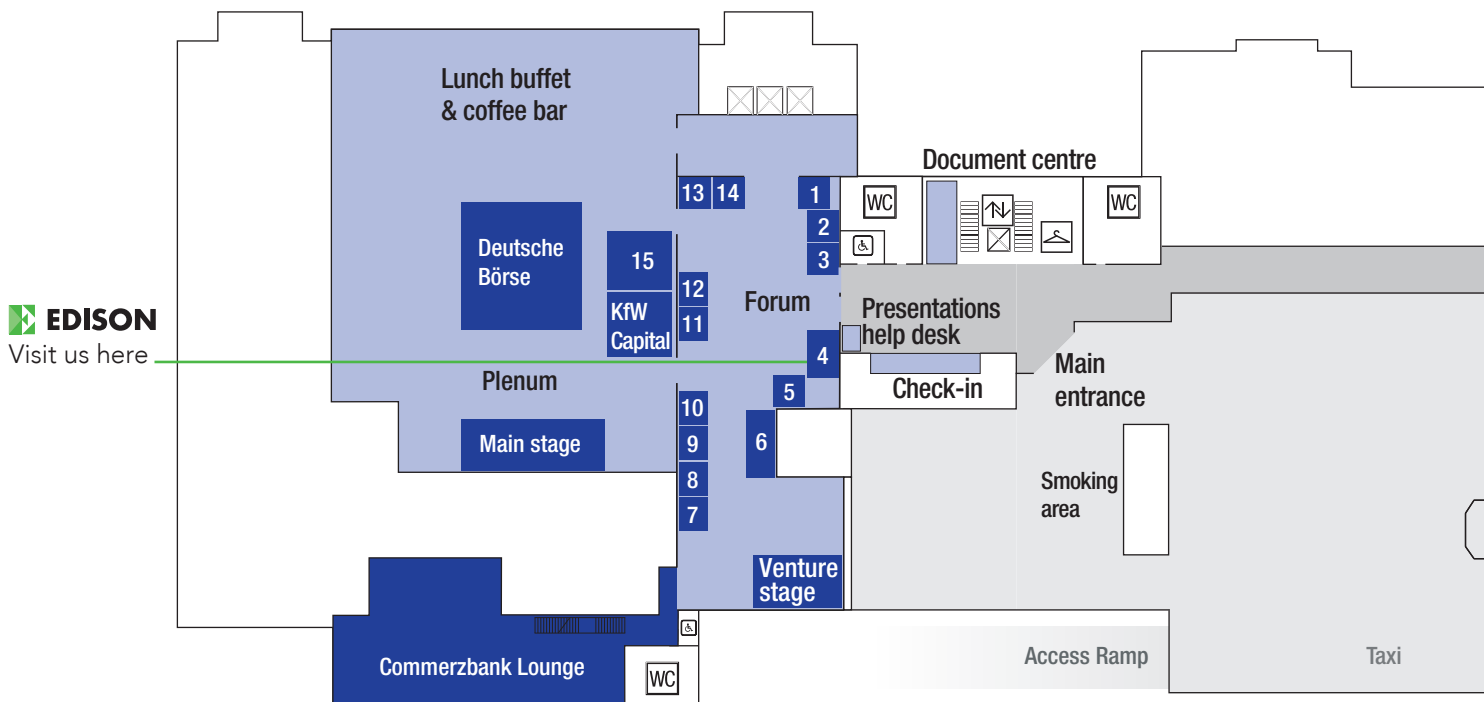 Lunch buffet
& coffee bar
Document centre
13
14
1
WC
WC
2
3
Deutsche
Börse
15
12
Forum
KfW
Capital
11
Presentations
help desk
EDISON
Visit us here
4
Main
entrance
Plenum
5
Check-in
10
Main stage
9
6
8
Smoking
area
7
Venture
stage
Commerzbank Lounge
WC
Access Ramp
Taxi